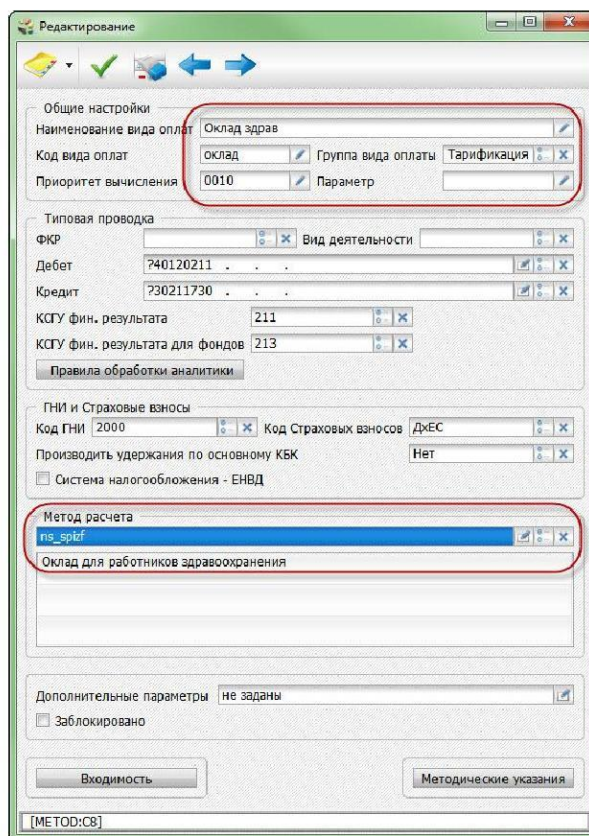 Редактирование
Общие настройки
Наименование вида оплат Оклад здрав
Код вида оплат оклад Группа вида оплаты Тарификация
Приоритет вычисления 0010 Параметр
Типовая проводка
ФКР Вид деятельности
Дебет ?40120211 . . .
Кредит ?30211730 . . .
КСГУ фин. результата 211
КСГУ фин. результата для фондов 213
Правила обработки аналитики
ГНИ и Страховые взносы
Код ГНИ 2000 Код Страховых взносов ДхЕС
Производить удержания по основному КБК Нет
Система налогообложения - ЕНВД
Метод расчета
ns_spizf
Оклад для работников здравоохранения
Дополнительные параметры не заданы
Заблокировано
Входимость Методические указания
[METOD:C8]